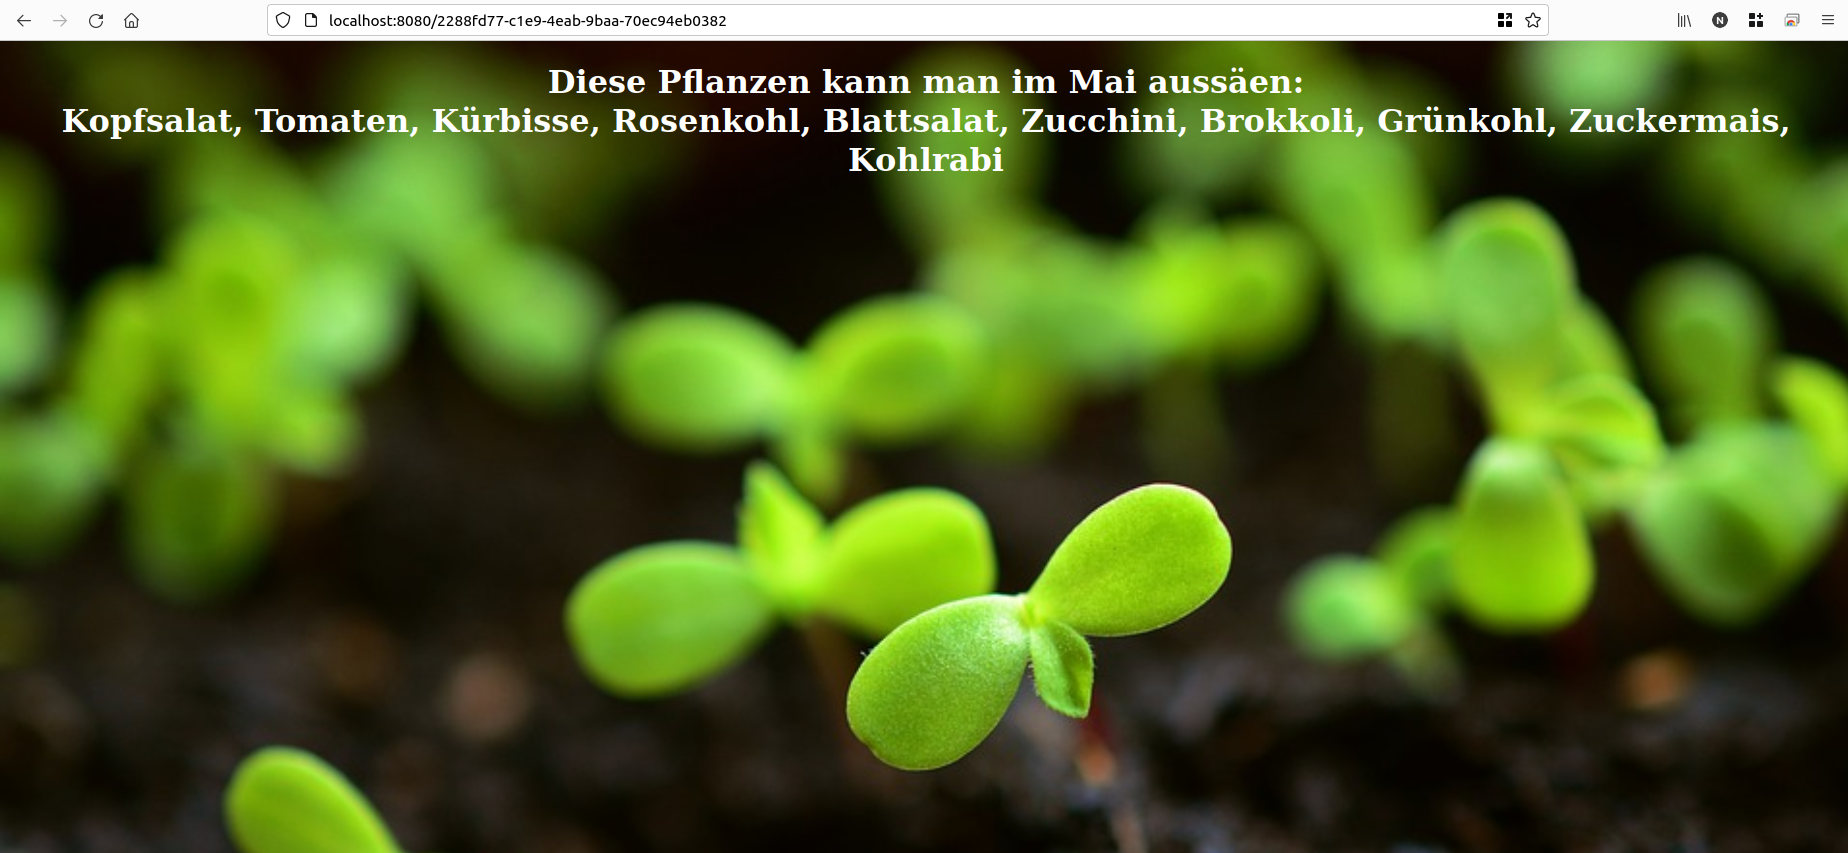 localhost:8080/2288fd77-c1e9-4eab-9baa-70ec94eb0382
N
Diese Pflanzen kann man im Mai aussäen:
Kopfsalat, Tomaten, Kürbisse, Rosenkohl, Blattsalat, Zucchini, Brokkoli, Grünkohl, Zuckermais,
Kohlrabi